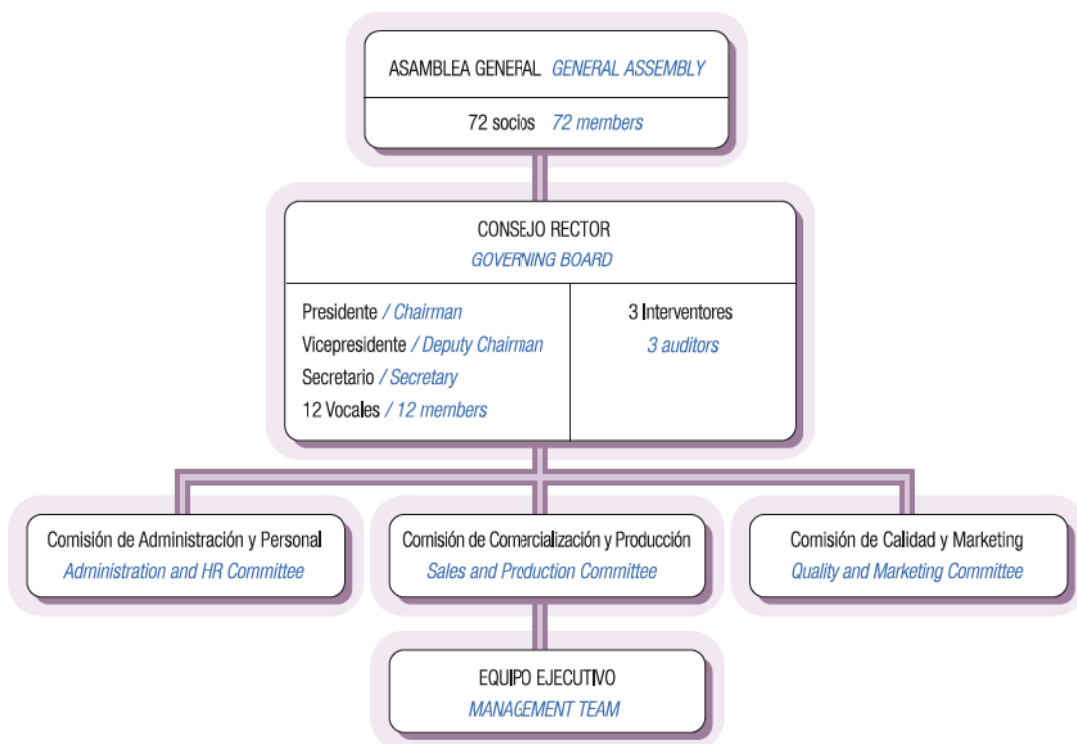 ASAMBLEA GENERAL GENERAL ASSEMBLY
72 socios 72 members
CONSEJO RECTOR
GOVERNING BOARD
Presidente / Chairman
Vicepresidente / Deputy Chairman
Secretario / Secretary
12 Vocales / 12 members
3 Interventores
3 auditors
Comisión de Administración y Personal
Administration and HR Committee
Comisión de Comercialización y Producción
Sales and Production Committee
Comisión de Calidad y Marketing
Quality and Marketing Committee
EQUIPO EJECUTIVO
MANAGEMENT TEAM